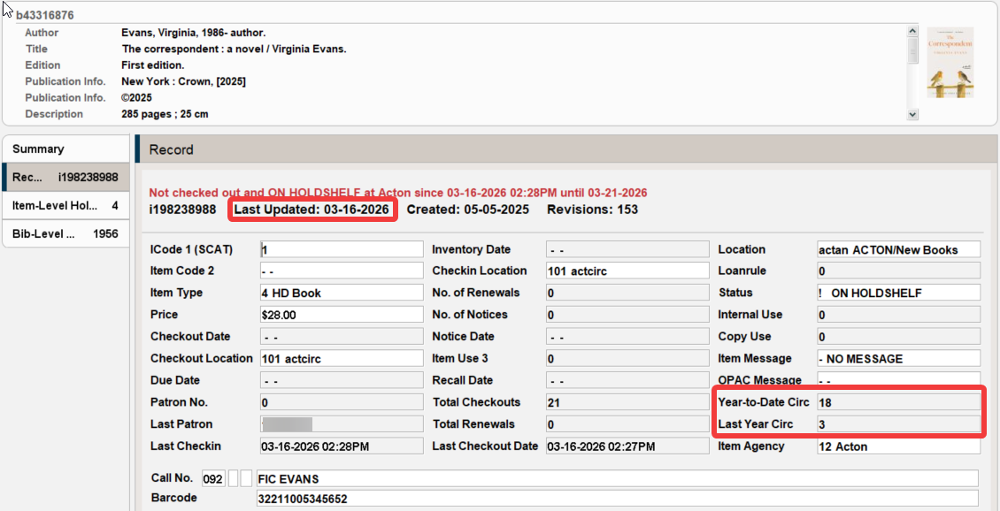 b43316876
Author Evans, Virginia, 1986- author.
Title The correspondent : a novel / Virginia Evans.
Edition First edition.
Publication Info. New York : Crown, [2025]
Publication Info. ©2025
Description 285 pages ; 25 cm
The
Correspondent
Summary
Rec... i198238988
Item-Level Hol... 4
Bib-Level ... 1956
Record
Not checked out and ON HOLDSHELF at Acton since 03-16-2026 02:28PM until 03-21-2026
i198238988 Last Updated: 03-16-2026 Created: 05-05-2025 Revisions: 153
ICode 1 (SCAT) 1 Inventory Date - - Location actan ACTON/New Books
Item Code 2 - - Checkin Location 101 actcirc Loanrule 0
Item Type 4 HD Book No. of Renewals 0 Status ! ON HOLDSHELF
Price $28.00 No. of Notices 0 Internal Use 0
Checkout Date - - Notice Date - - Copy Use 0
Checkout Location 101 actcirc Item Use 3 0 Item Message - NO MESSAGE
Due Date - - Recall Date - - OPAC Message - -
Patron No. 0 Total Checkouts 21 Year-to-Date Circ 18
Last Patron Total Renewals 0 Last Year Circ 3
Last Checkin 03-16-2026 02:28PM Last Checkout Date 03-16-2026 02:27PM Item Agency 12 Acton
Call No. 092 FIC EVANS
Barcode 32211005345652